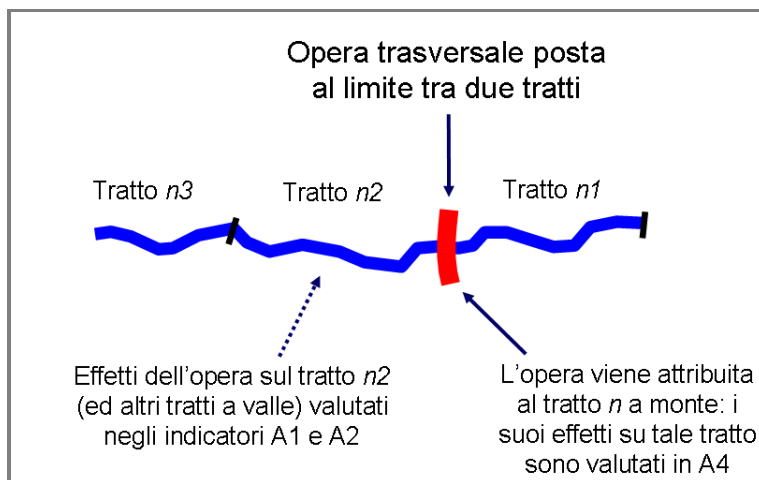 Opera trasversale posta
al limite tra due tratti
Tratto n3
Tratto n2
Tratto n1
Effetti dell'opera sul tratto n2
(ed altri tratti a valle) valutati
negli indicatori A1 e A2
L'opera viene attribuita
al tratto n a monte: i
suoi effetti su tale tratto
sono valutati in A4